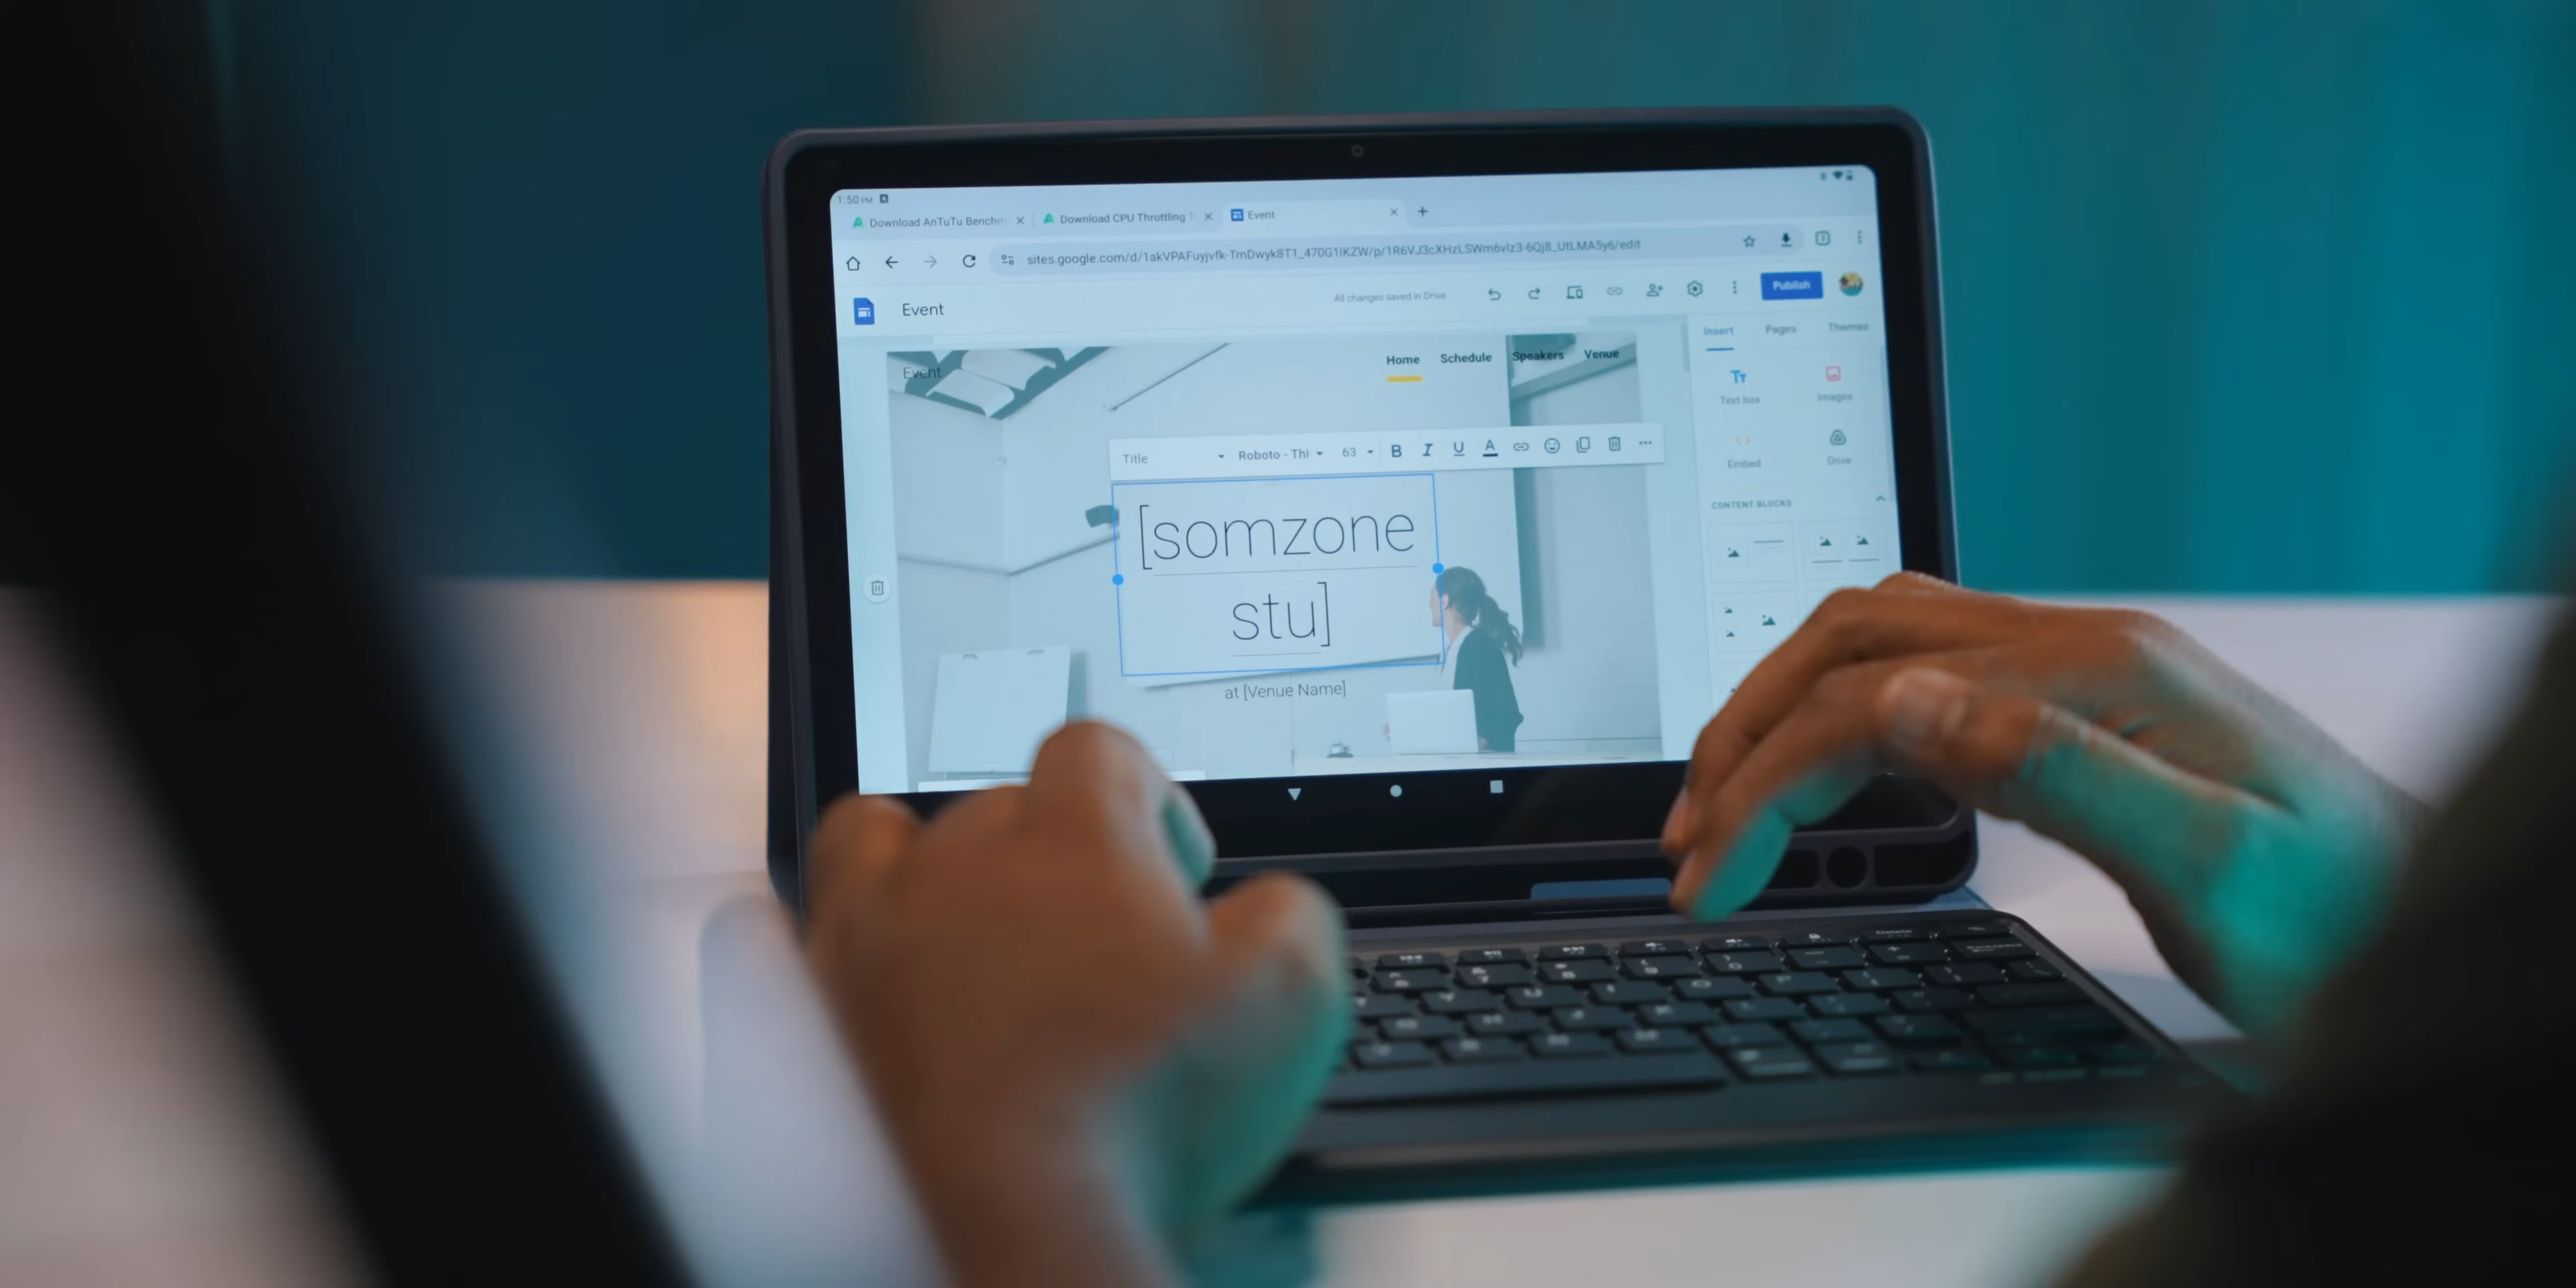 1:50 PM
Download AnTuTu Benchm
Download CPU Throttling T
Event
sites.google.com/d/1akVPAFuyjvfk-TmDwyk8T1_470G1IKZW/p/1R6VJ3cXHzLSWm6vlz3-6Qj8_UtLMA5y6/edit
Event
All changes saved in Drive
Publish
Insert
Pages
Themes
Event
Home
Schedule
Speakers
Venue
Text box
Images
Embed
Drive
Title
Roboto - Thi
63
B
I
U
A
CONTENT BLOCKS
[somzone
stu]
at [Venue Name]